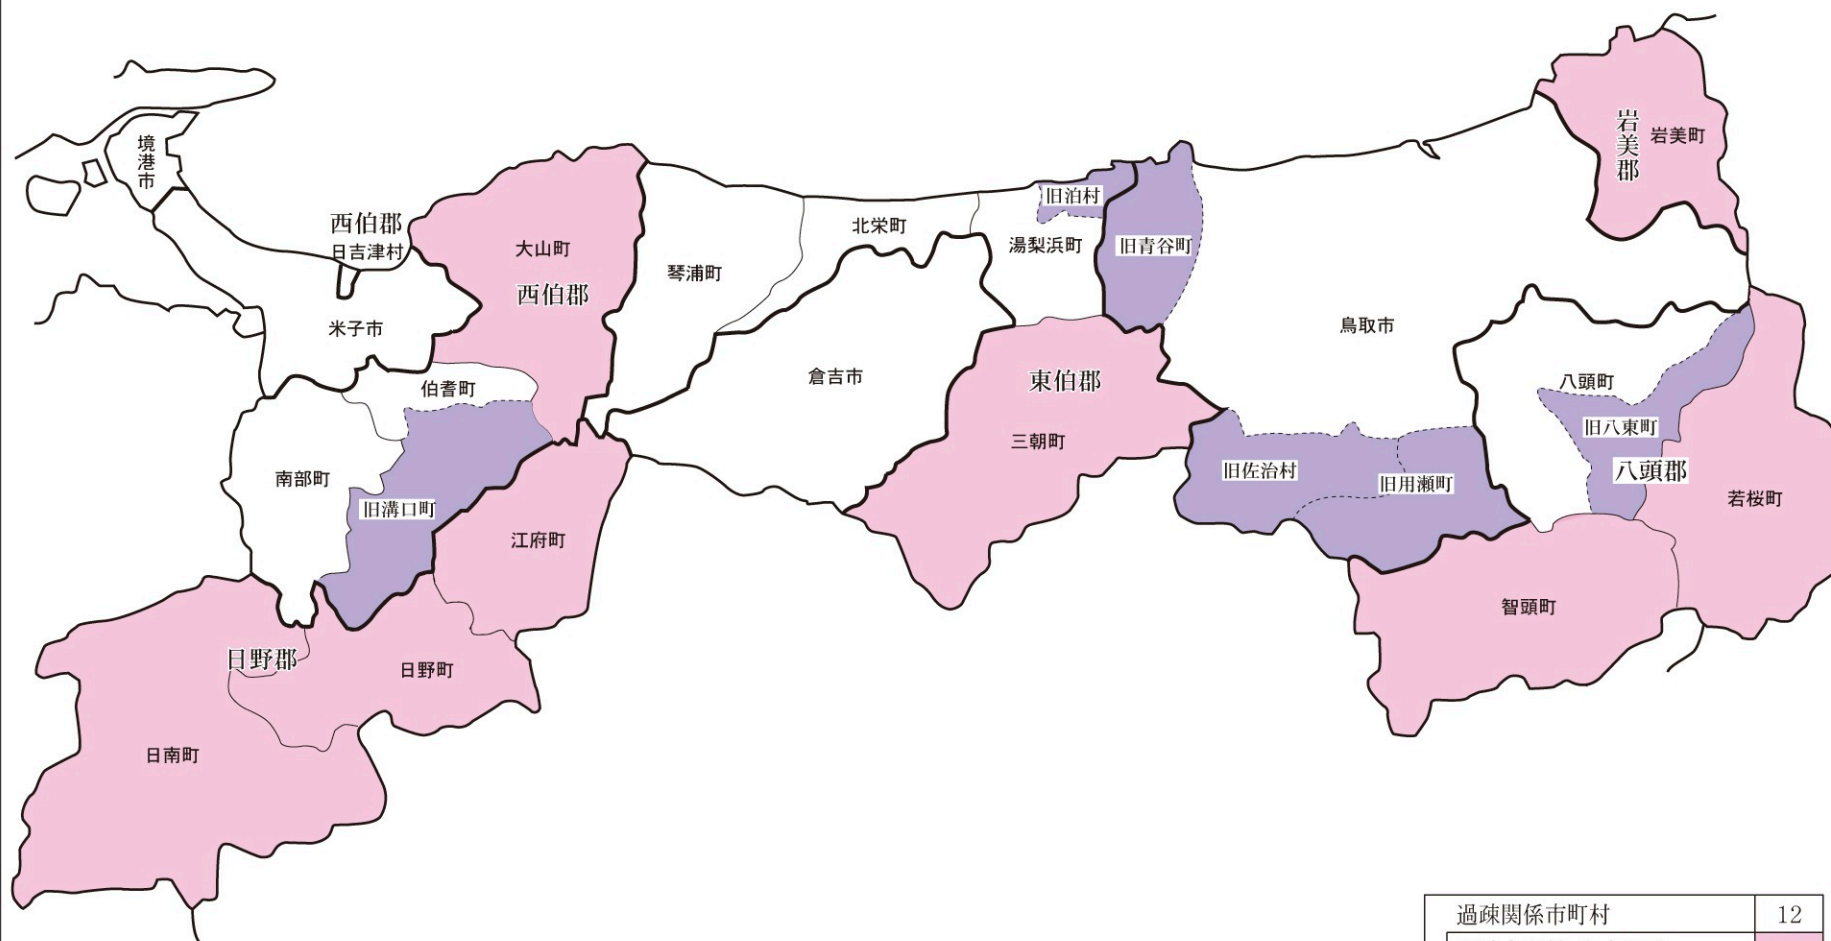 境港市
西伯郡
日吉津村
米子市
大山町
西伯郡
伯耆町
南部町
旧溝口町
江府町
日野郡
日野町
日南町
琴浦町
北栄町
倉吉市
湯梨浜町
旧泊村
旧青谷町
東伯郡
三朝町
鳥取市
岩美郡
岩美町
八頭町
旧八東町
八頭郡
若桜町
旧佐治村
旧用瀬町
智頭町
過疎関係市町村 12